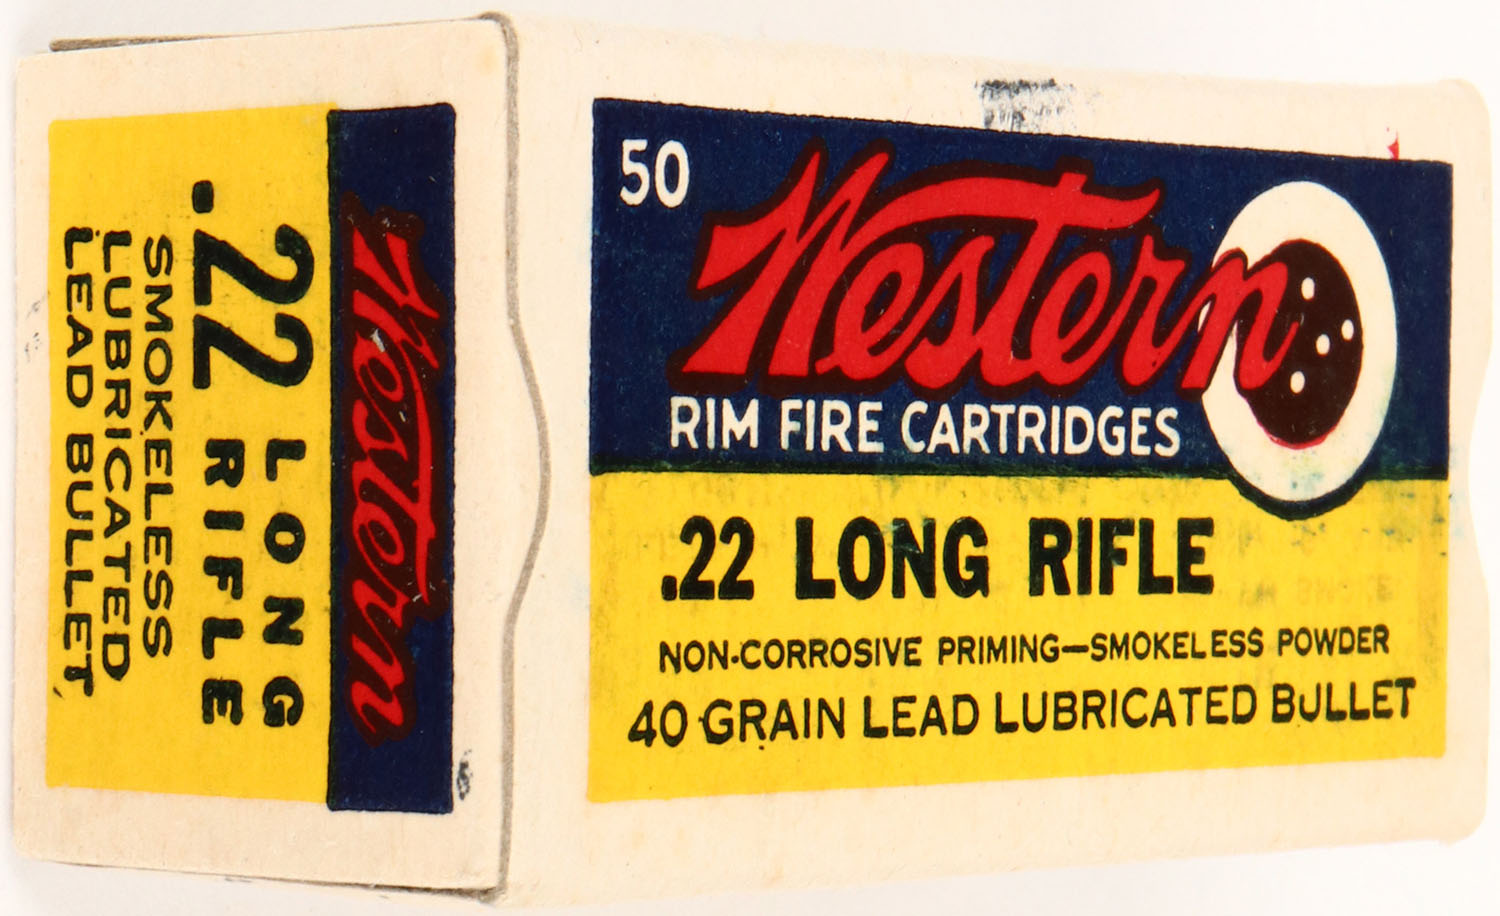 Western
.22 LONG
.22 RIFLE
SMOKELESS
LUBRICATED
LEAD BULLET
50
Western
RIM FIRE CARTRIDGES
.22 LONG RIFLE
NON-CORROSIVE PRIMING—SMOKELESS POWDER
40 GRAIN LEAD LUBRICATED BULLET